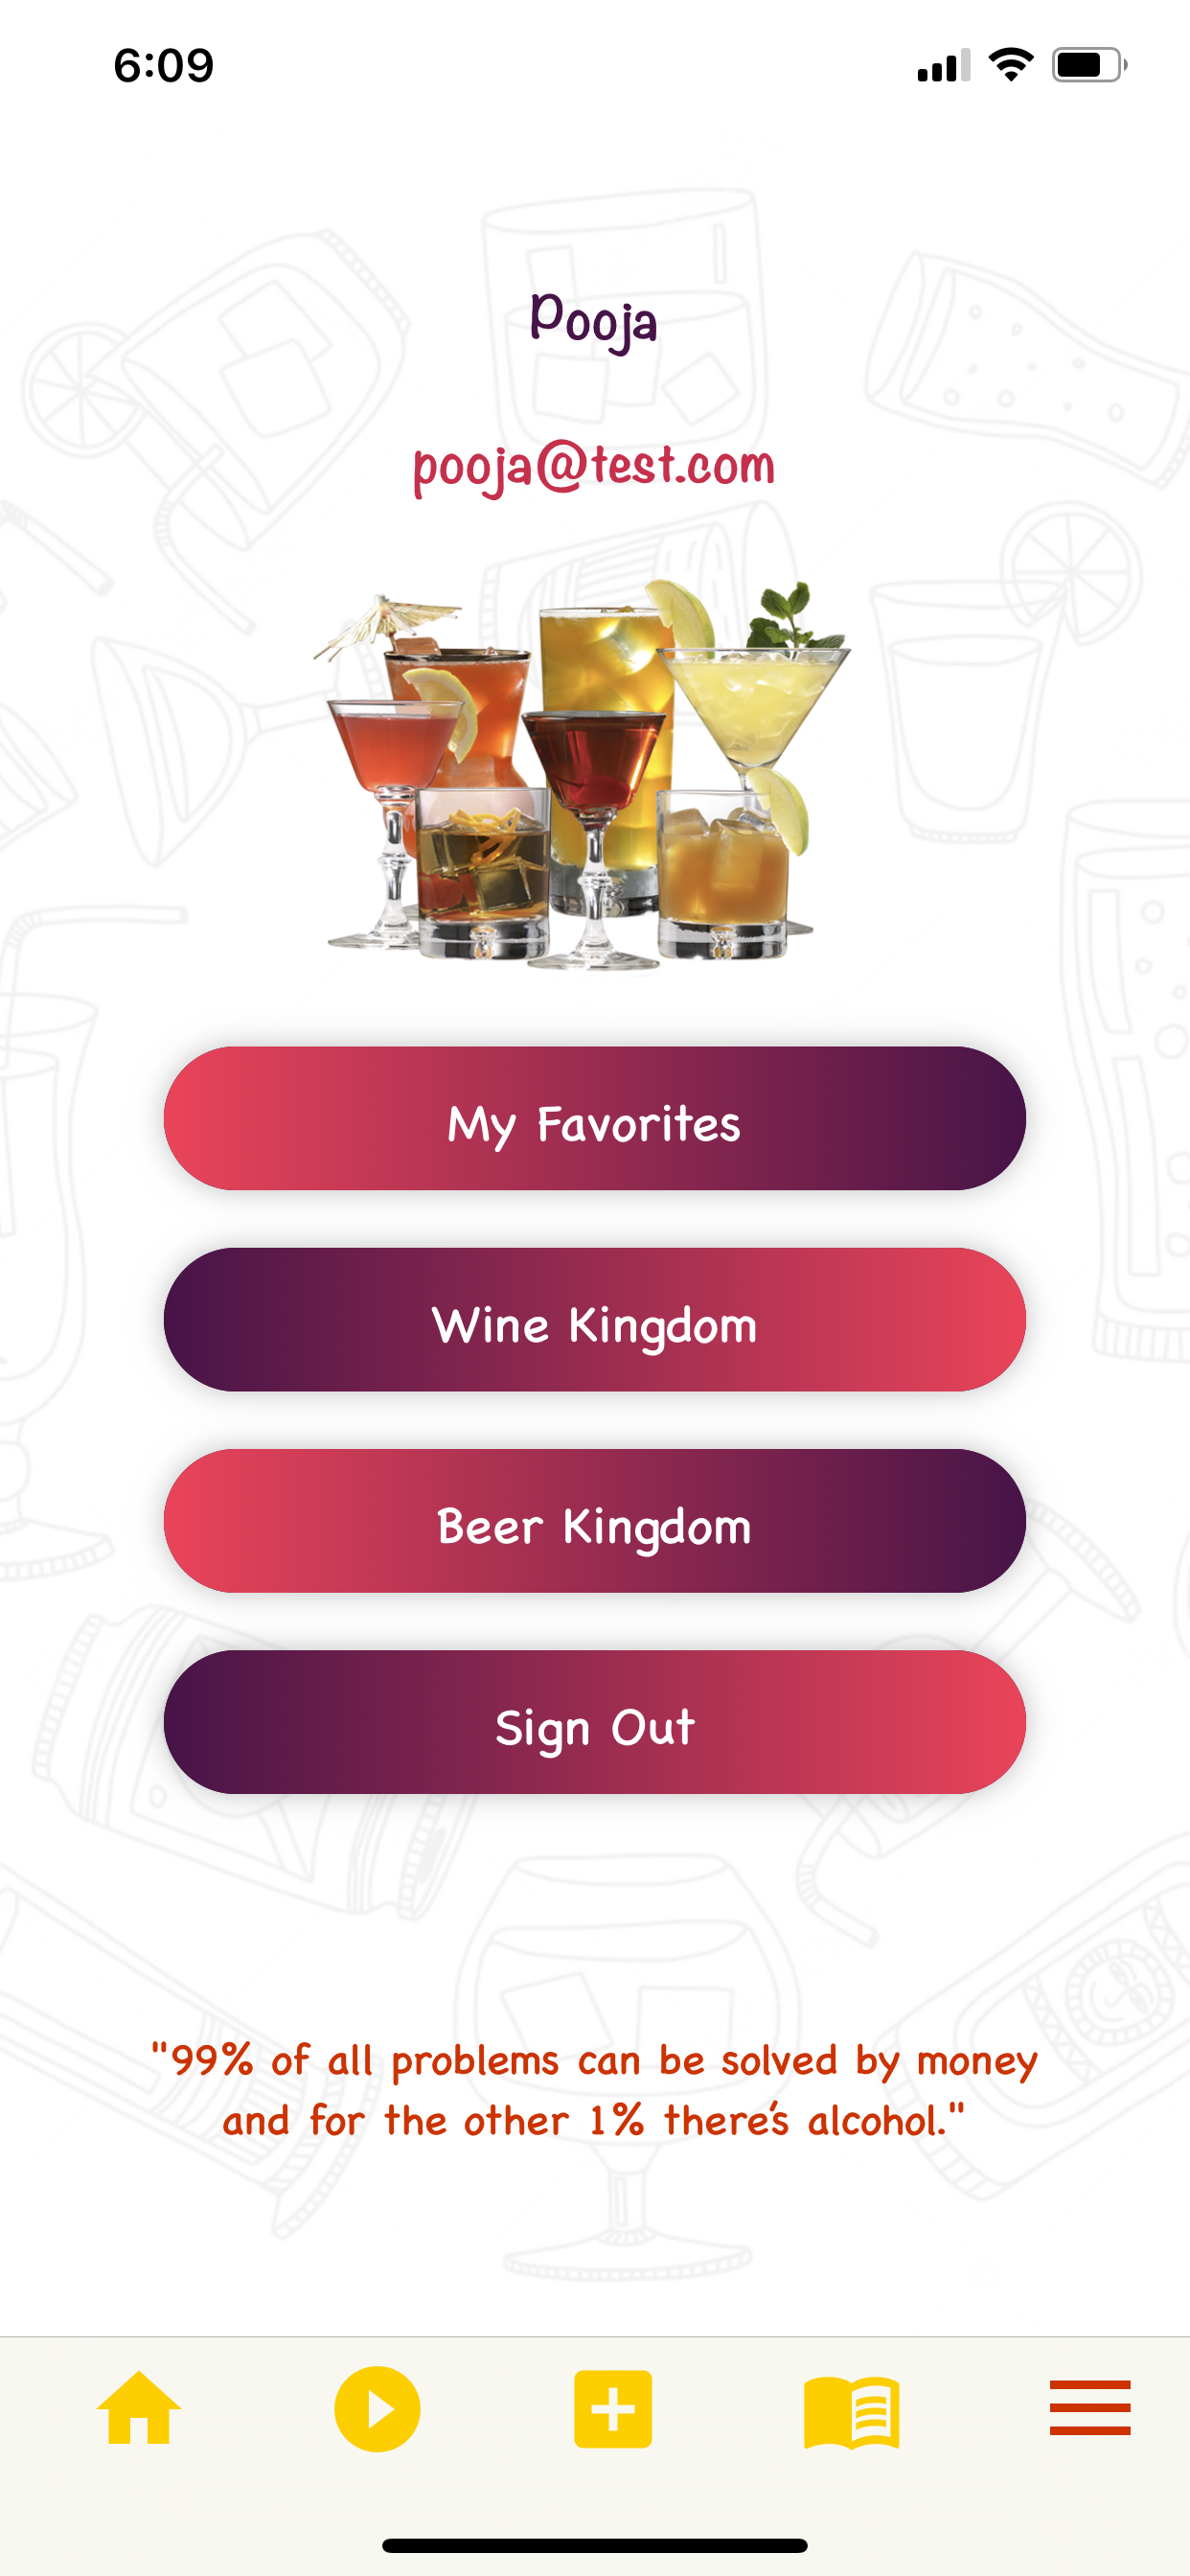 6:09
Pooja
pooja@test.com
My Favorites
Wine Kingdom
Beer Kingdom
Sign Out
"99% of all problems can be solved by money
and for the other 1% there's alcohol."